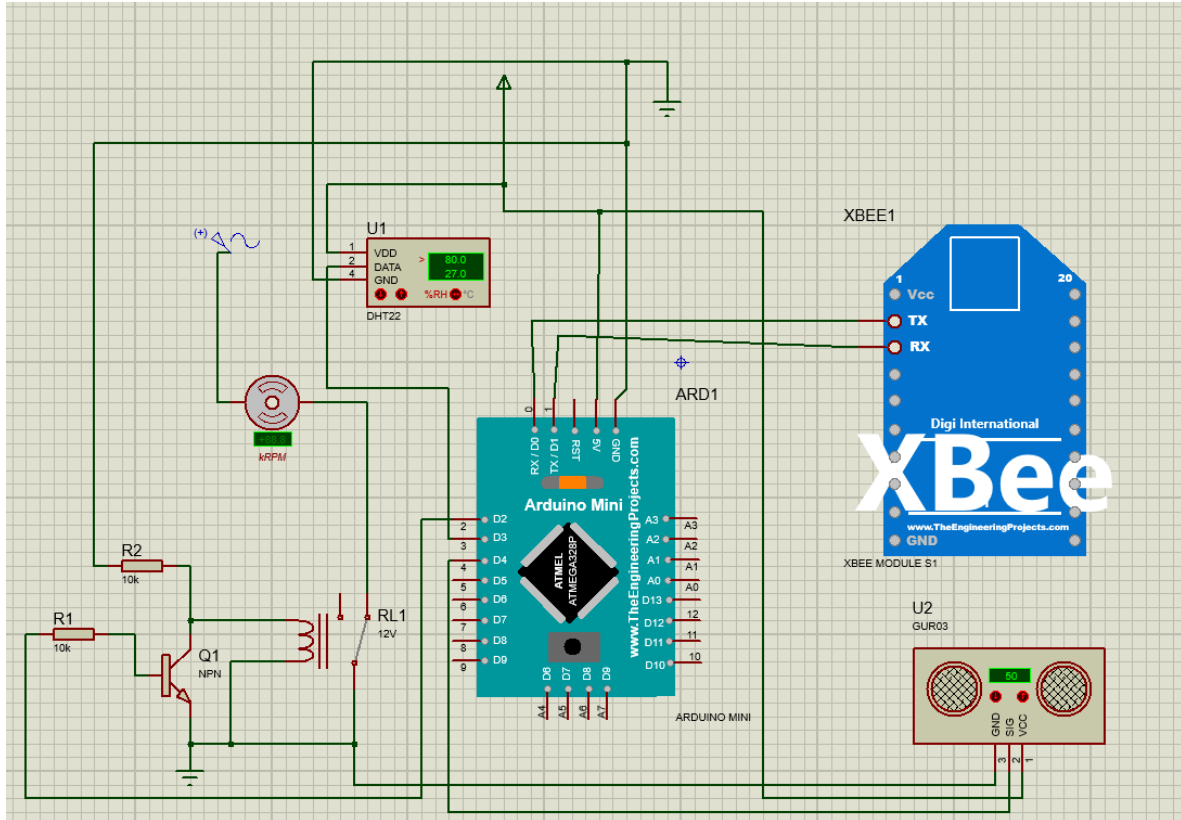 XBEE1
U1
(+)
1 VDD
2 DATA
4 GND
> 80.0
27.0
%RH °C
DHT22
1 20
Vcc
TX
RX
ARD1
0 1
RX / D0
TX / D1
RST
5V
GND
kRPM
Digi International
XBee
www.TheEngineeringProjects.com
GND
XBEE MODULE S1
Arduino Mini
www.TheEngineeringProjects.com
ATMEL
ATMEGA328P
2 D2
3 D3
4 D4
5 D5
6 D6
7 D7
8 D8
9 D9
A3 A3
A2 A2
A1 A1
A0 A0
D13
D12 12
D11 11
D10 10
D6 D7 D8 D9
A4 A5 A6 A7
ARDUINO MINI
R2
10k
R1
10k
RL1
12V
Q1
NPN
U2
GUR03
50
GND SIG VCC
3 2 1